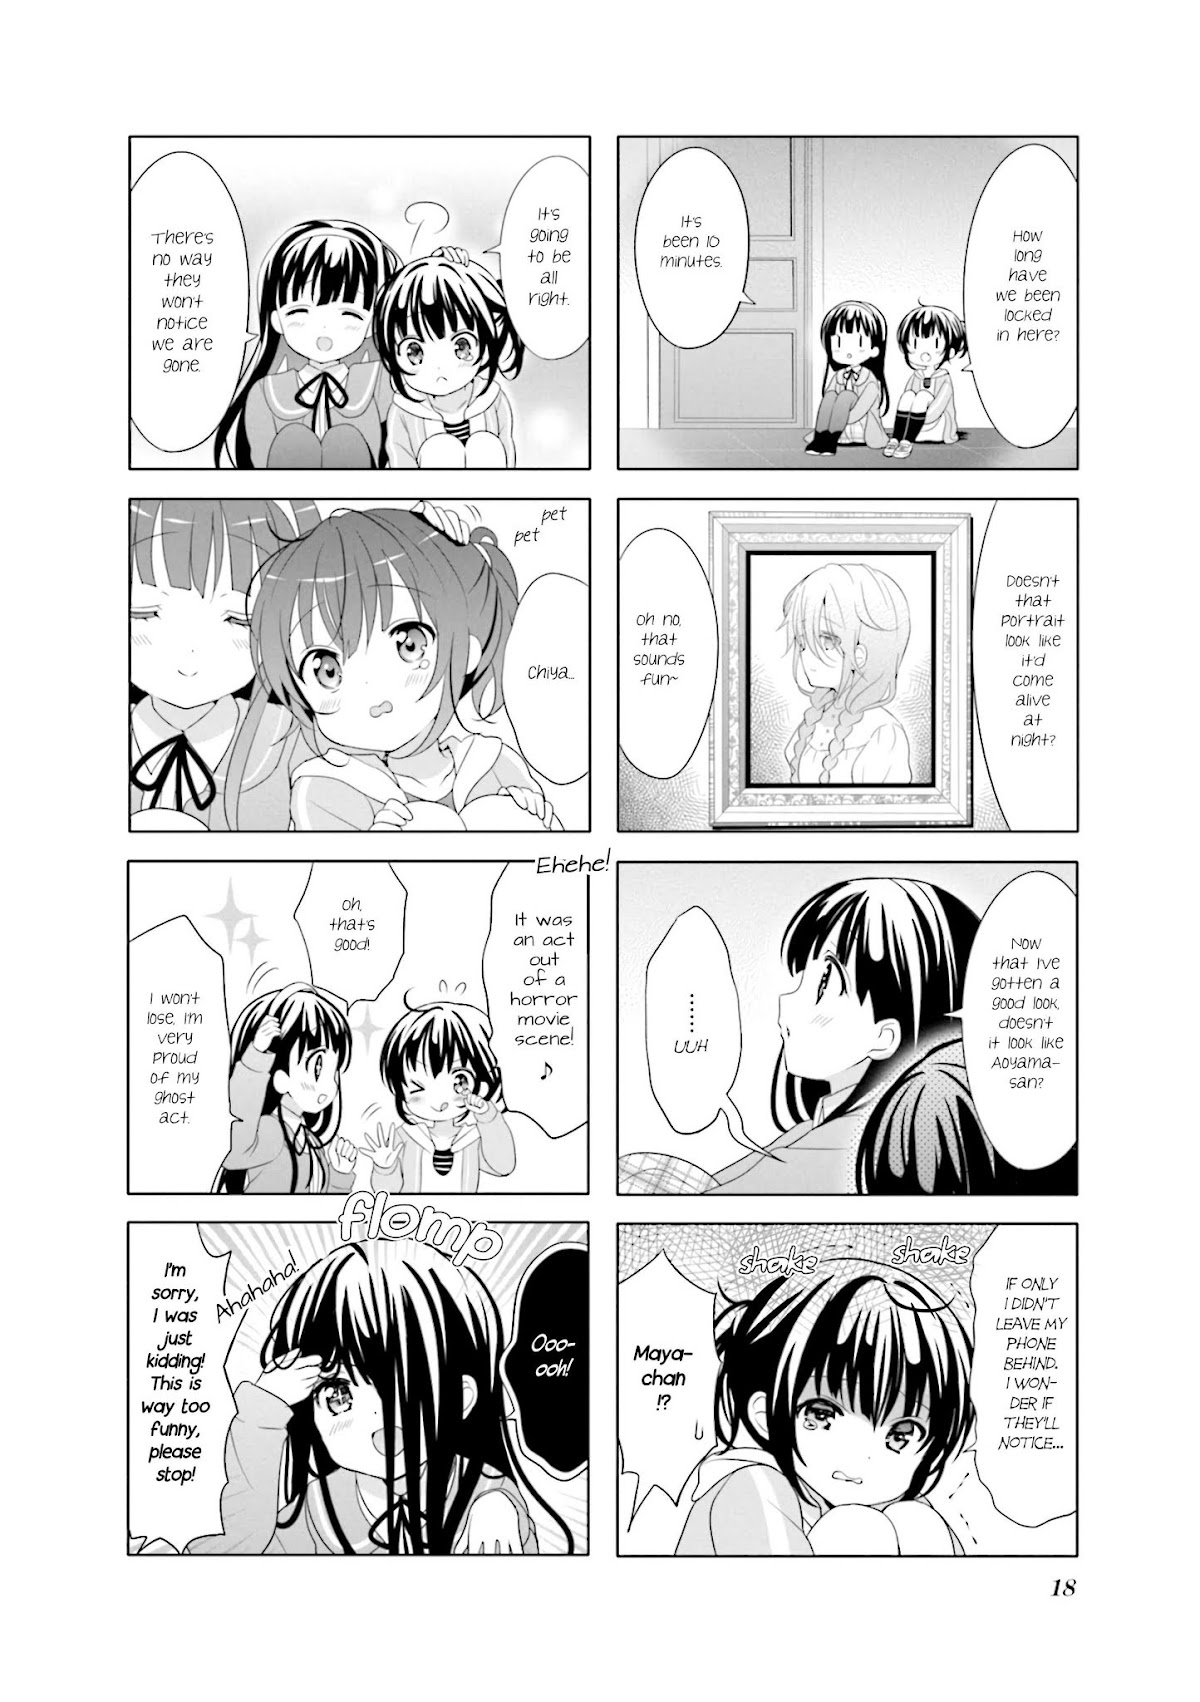 How
long
have
we been
locked
in here?
It's
been 10
minutes.
Doesn't
that
portrait
look like
it'd
come
alive
at
night?
Oh no,
that
sounds
fun~
Now
that I've
gotten a
good look,
doesn't
it look like
Aoyama-
san?
......
UUH
IF ONLY
I DIDN'T
LEAVE MY
PHONE
BEHIND.
I WON-
DER IF
THEY'LL
NOTICE...
shake
shake
Maya-
chan
!?
It's
going
to be
all
right.
?
There's
no way
they
won't
notice
we are
gone.
pet
pet
Chiya...
Ehehe!
It was
an act
out
of a
horror
movie
scene!
♪
Oh,
that's
good!
I won't
lose, I'm
very
proud
of my
ghost
act.
flomp
Ooo-
ooh!
Ahahaha!
I'm
sorry,
I was
just
kidding!
This is
way too
funny,
please
stop!
18